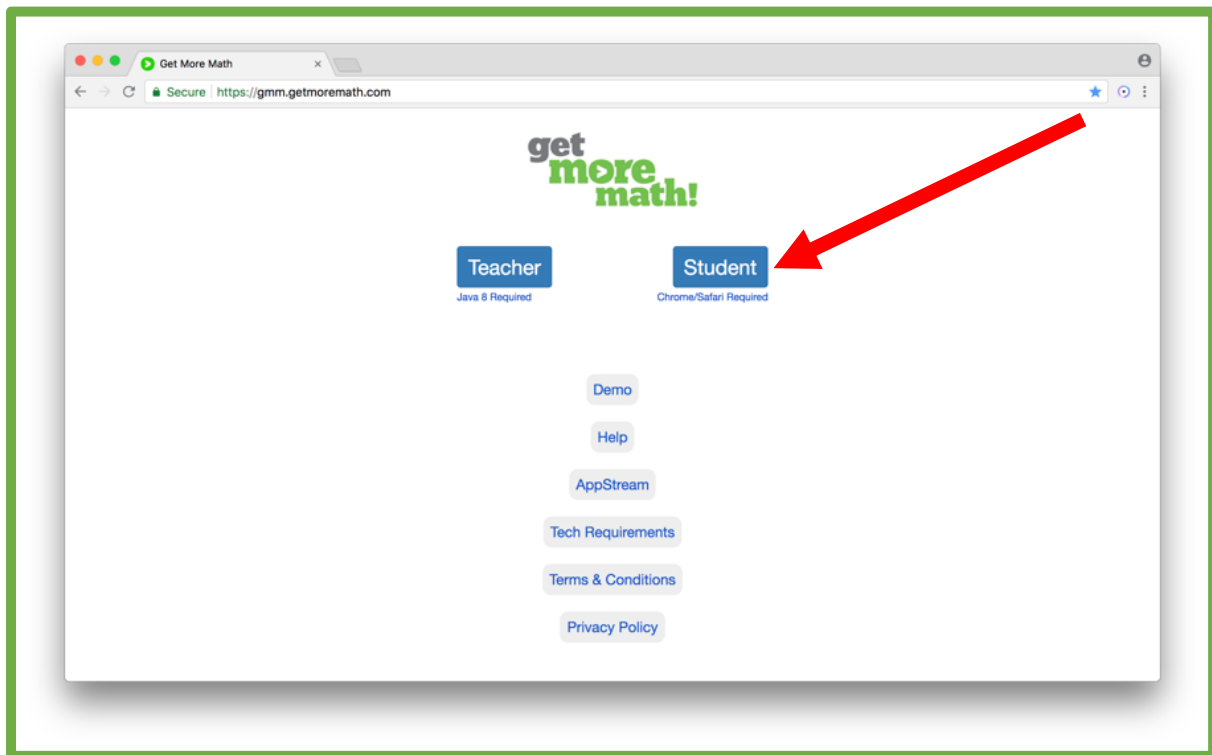 Get More Math
Secure https://gmm.getmoremath.com
get
more
math!
Teacher Student
Java 8 Required Chrome/Safari Required
Demo
Help
AppStream
Tech Requirements
Terms & Conditions
Privacy Policy